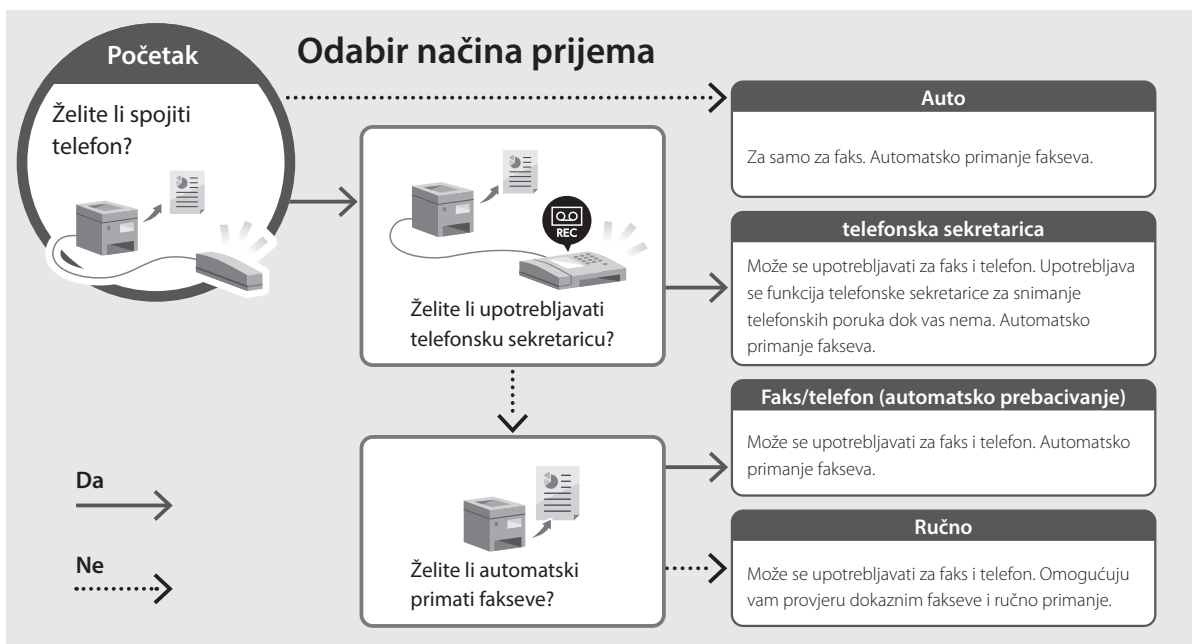 Početak
Odabir načina prijema
Želite li spojiti
telefon?
Auto
Za samo za faks. Automatsko primanje fakseva.
REC
Želite li upotrebljavati
telefonsku sekretaricu?
telefonska sekretarica
Može se upotrebljavati za faks i telefon. Upotrebljava
se funkcija telefonske sekretarice za snimanje
telefonskih poruka dok vas nema. Automatsko
primanje fakseva.
Faks/telefon (automatsko prebacivanje)
Može se upotrebljavati za faks i telefon. Automatsko
primanje fakseva.
Da
Ne
Želite li automatski
primati fakseve?
Ručno
Može se upotrebljavati za faks i telefon. Omogućuju
vam provjeru dokaznim fakseve i ručno primanje.